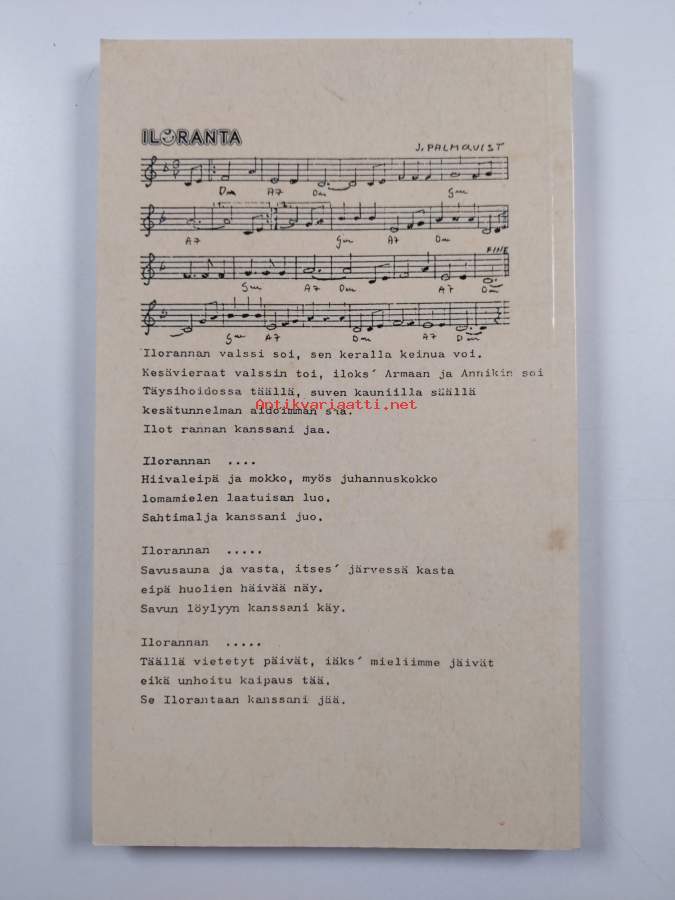 ILORANTA
J. PALMQVIST
Dm A7 Dm Gm
A7 Gm A7 Dm
FINE
Gm A7 Dm A7 Dm
Gm A7 Dm A7 Dm
Ilorannan valssi soi, sen keralla keinua voi.
Kesävieraat valssin toi, iloks´ Armaan ja Annikin soi
Täysihoidossa täällä, suven kauniilla säällä
Antikvariaatti.net
kesätunnelman aidoimman saa.
Ilot rannan kanssani jaa.
Ilorannan ....
Hiivaleipä ja mokko, myös juhannuskokko
lomamielen laatuisan luo.
Sahtimalja kanssani juo.
Ilorannan .....
Savusauna ja vasta, itses´ järvessä kasta
eipä huolien häivää näy.
Savun löylyyn kanssani käy.
Ilorannan .....
Täällä vietetyt päivät, iäks´ mieliimme jäivät
eikä unhoitu kaipaus tää.
Se Ilorantaan kanssani jää.